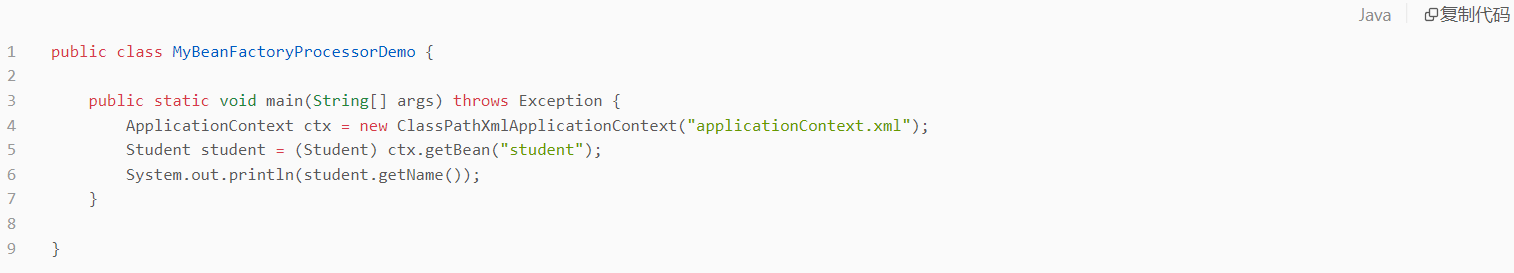 Java 复制代码
1 public class MyBeanFactoryProcessorDemo {
2
3     public static void main(String[] args) throws Exception {
4         ApplicationContext ctx = new ClassPathXmlApplicationContext("applicationContext.xml");
5         Student student = (Student) ctx.getBean("student");
6         System.out.println(student.getName());
7     }
8
9 }